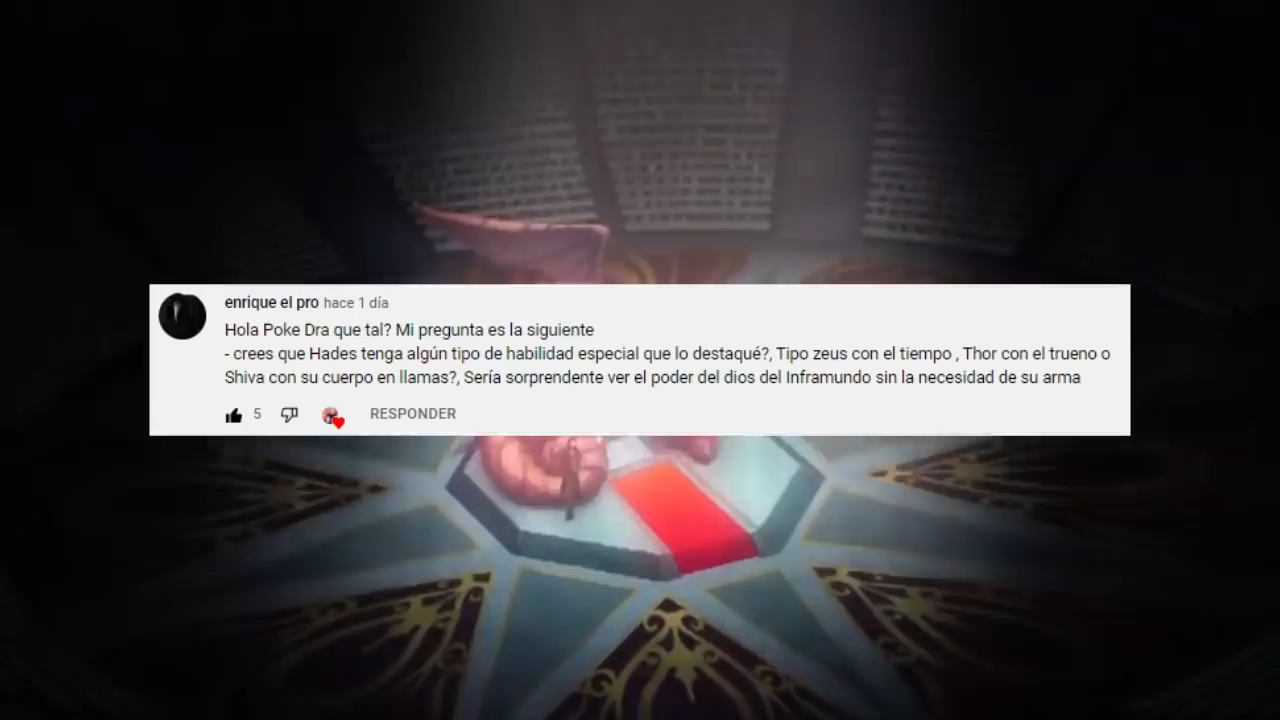 enrique el pro hace 1 día
Hola Poke Dra que tal? Mi pregunta es la siguiente
- crees que Hades tenga algún tipo de habilidad especial que lo destaqué?, Tipo zeus con el tiempo , Thor con el trueno o
Shiva con su cuerpo en llamas?, Sería sorprendente ver el poder del dios del Inframundo sin la necesidad de su arma
5 RESPONDER